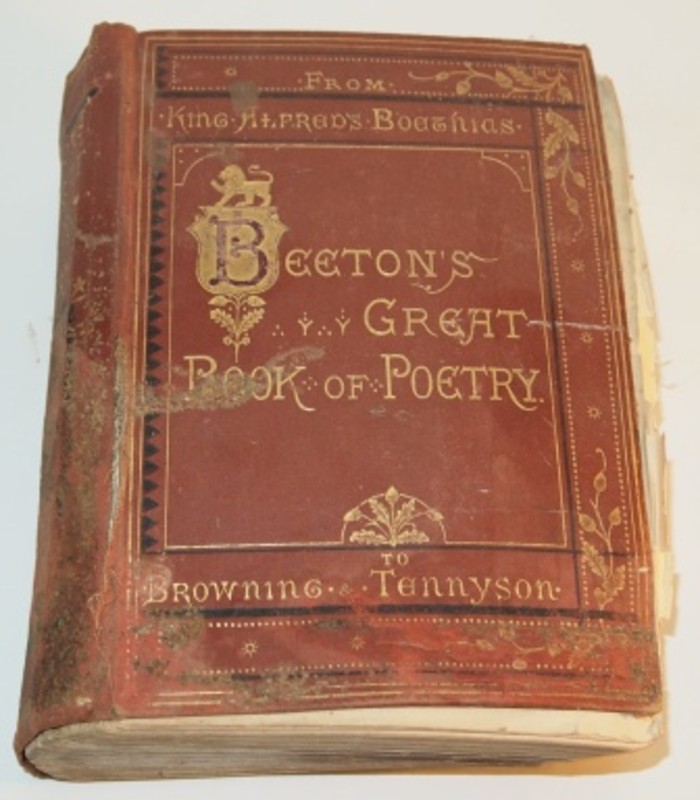 ·FROM·
·KING·ALFRED'S·BOETHIUS·
BEETON'S
GREAT
BOOK·OF·POETRY.
TO
BROWNING·&·TENNYSON·